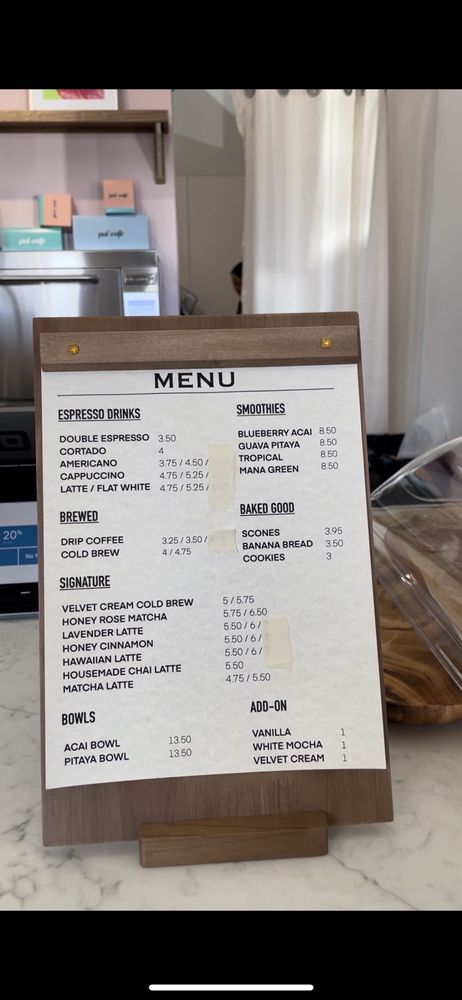 20%
MENU
ESPRESSO DRINKS
DOUBLE ESPRESSO 3.50
CORTADO 4
AMERICANO 3.75 / 4.50 /
CAPPUCCINO 4.75 / 5.25 /
LATTE / FLAT WHITE 4.75 / 5.25 /
BREWED
DRIP COFFEE 3.25 / 3.50 /
COLD BREW 4 / 4.75
SMOOTHIES
BLUEBERRY ACAI 8.50
GUAVA PITAYA 8.50
TROPICAL 8.50
MANA GREEN 8.50
BAKED GOOD
SCONES 3.95
BANANA BREAD 3.50
COOKIES 3
SIGNATURE
VELVET CREAM COLD BREW 5 / 5.75
HONEY ROSE MATCHA 5.75 / 6.50
LAVENDER LATTE 5.50 / 6 /
HONEY CINNAMON 5.50 / 6 /
HAWAIIAN LATTE 5.50 / 6 /
HOUSEMADE CHAI LATTE 5.50
MATCHA LATTE 4.75 / 5.50
BOWLS
ACAI BOWL 13.50
PITAYA BOWL 13.50
ADD-ON
VANILLA 1
WHITE MOCHA 1
VELVET CREAM 1